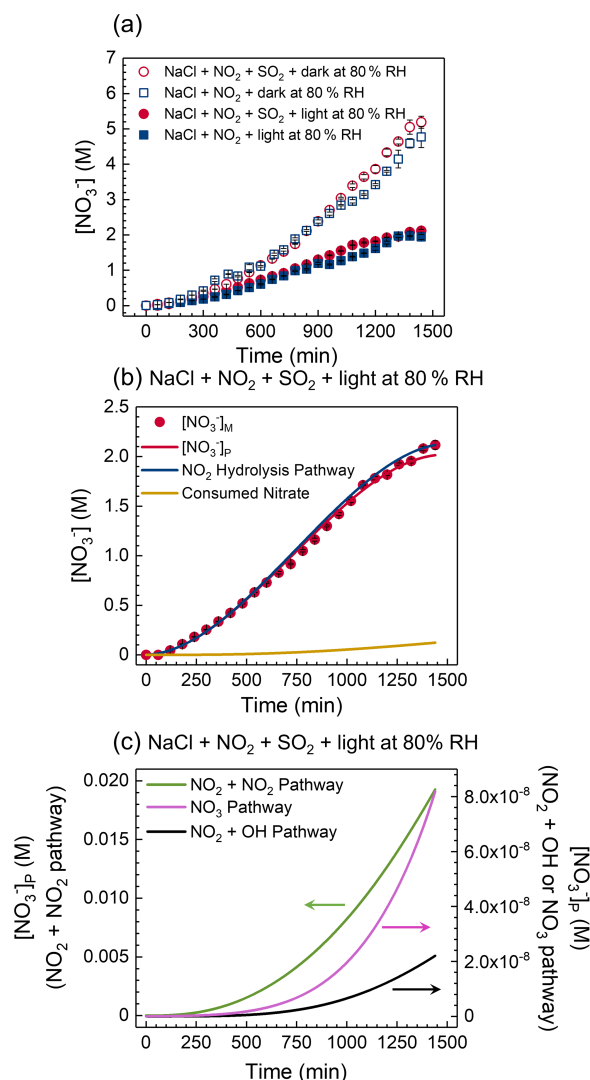 (a)
7
6
5
4
3
2
1
0
[NO₃⁻] (M)
NaCl + NO₂ + SO₂ + dark at 80 % RH
NaCl + NO₂ + dark at 80 % RH
NaCl + NO₂ + SO₂ + light at 80 % RH
NaCl + NO₂ + light at 80 % RH
0 300 600 900 1200 1500
Time (min)
(b) NaCl + NO₂ + SO₂ + light at 80 % RH
2.5
2.0
1.5
1.0
0.5
0
[NO₃⁻] (M)
[NO₃⁻]M
[NO₃⁻]P
NO₂ Hydrolysis Pathway
Consumed Nitrate
0 250 500 750 1000 1250 1500
Time (min)
(c) NaCl + NO₂ + SO₂ + light at 80% RH
0.020
0.015
0.010
0.005
0
[NO₃⁻]P (M)
(NO₂ + NO₂ pathway)
NO₂ + NO₂ Pathway
NO₃ Pathway
NO₂ + OH Pathway
8.0x10⁻⁸
6.0x10⁻⁸
4.0x10⁻⁸
2.0x10⁻⁸
0
[NO₃⁻]P (M)
(NO₂ + OH or NO₃ pathway)
0 250 500 750 1000 1250 1500
Time (min)